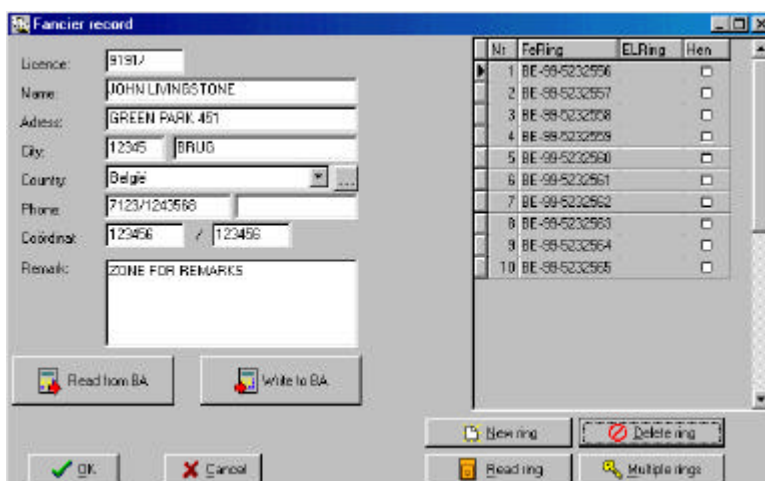 Fancier record
Licence: 91917
Name: JOHN LIVINGSTONE
Adress: GREEN PARK 451
City: 12345 BRUG
Country: België ...
Phone: 7123/1243568
Coördinat: 123456 / 123456
Remark: ZONE FOR REMARKS
Nr FeRing ELRing Hen
1 BE-99-5232556
2 BE-99-5232557
3 BE-99-5232558
4 BE-99-5232559
5 BE-99-5232560
6 BE-99-5232561
7 BE-99-5232562
8 BE-99-5232563
9 BE-99-5232564
10 BE-99-5232565
Read from BA
Write to BA
New ring
Delete ring
OK
Cancel
Read ring
Multiple rings